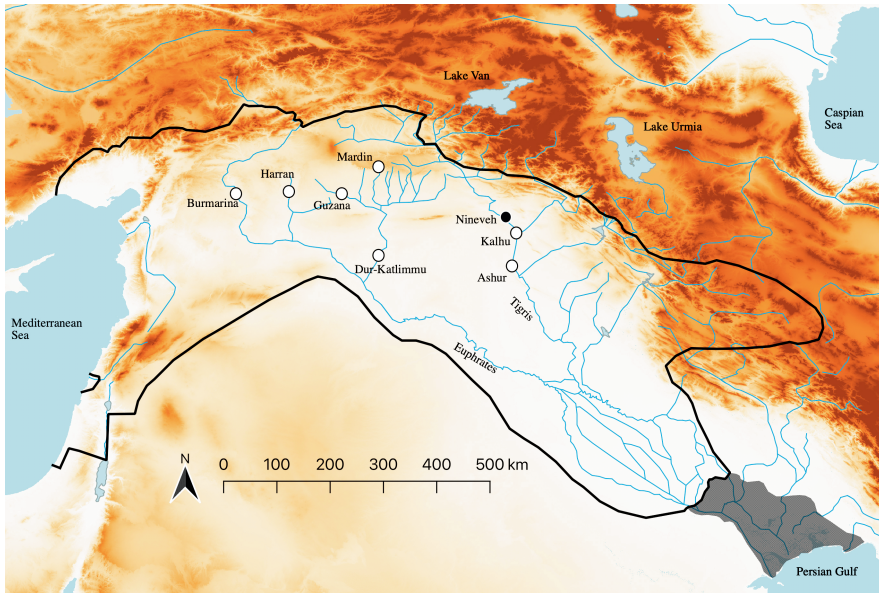 Lake Van
Caspian
Sea
Lake Urmia
Mardin
Harran
Burmarina
Guzana
Nineveh
Kalhu
Dur-Katlimmu
Ashur
Tigris
Mediterranean
Sea
Euphrates
N
0 100 200 300 400 500 km
Persian Gulf